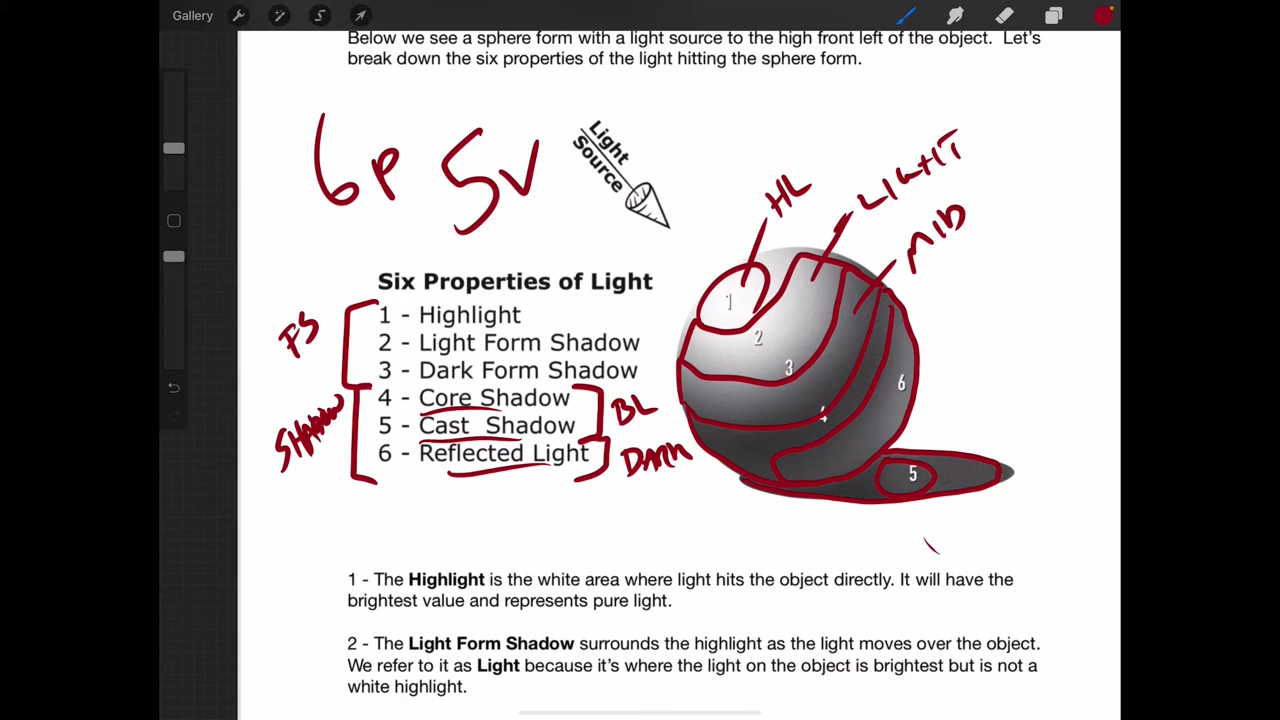 Gallery
Below we see a sphere form with a light source to the high front left of the object. Let's
break down the six properties of the light hitting the sphere form.
6P 5V
Light
Source
HL
LIGHT
MID
Six Properties of Light
1 - Highlight
2 - Light Form Shadow
3 - Dark Form Shadow
4 - Core Shadow
5 - Cast Shadow
6 - Reflected Light
FS
SHADOW
BL
DARK
1
2
3
4
6
5
1 - The Highlight is the white area where light hits the object directly. It will have the
brightest value and represents pure light.
2 - The Light Form Shadow surrounds the highlight as the light moves over the object.
We refer to it as Light because it's where the light on the object is brightest but is not a
white highlight.